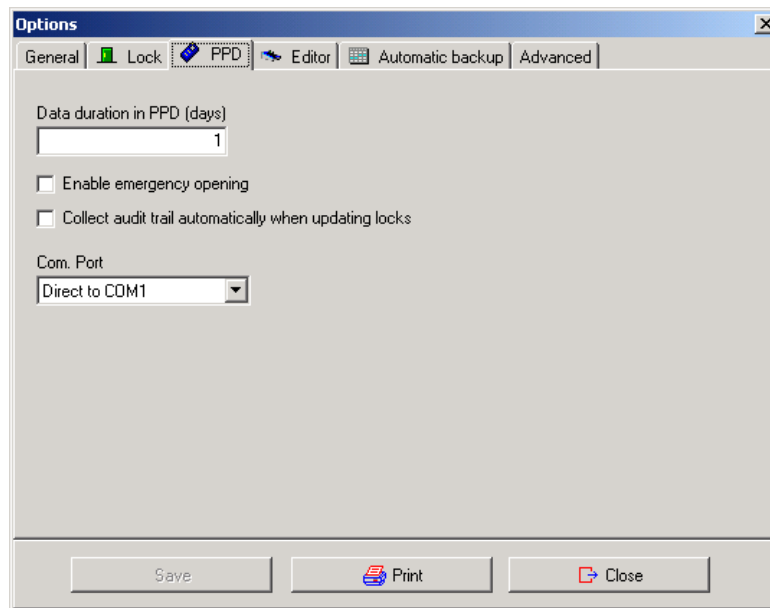 Options
General Lock PPD Editor Automatic backup Advanced
Data duration in PPD (days)
1
Enable emergency opening
Collect audit trail automatically when updating locks
Com. Port
Direct to COM1
Save Print Close